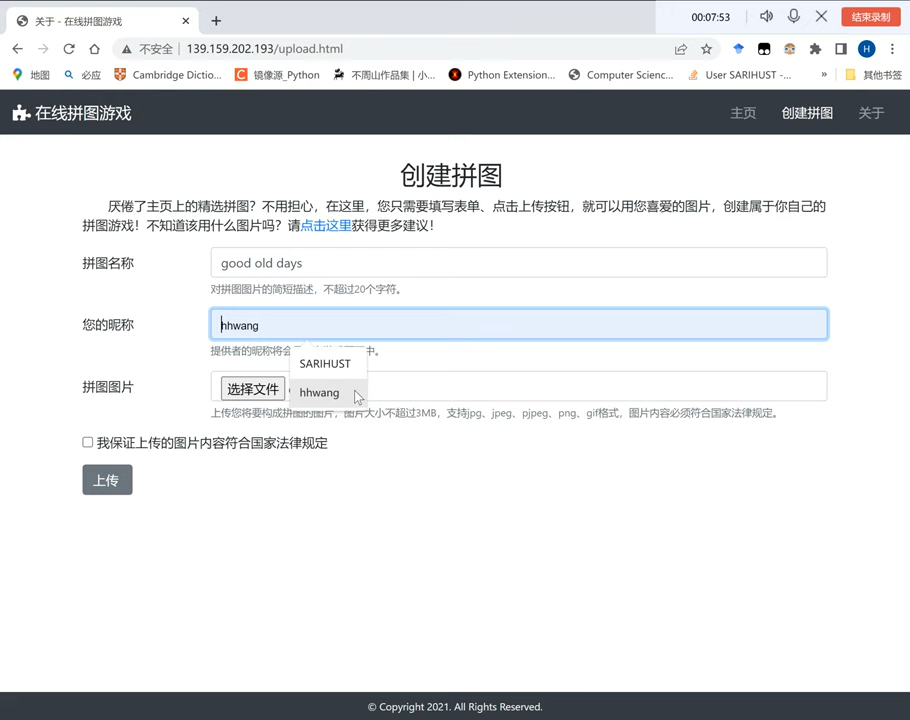 关于 - 在线拼图游戏
00:07:53
结束录制
不安全
139.159.202.193/upload.html
H
地图
必应
Cambridge Dictio...
镜像源_Python
不周山作品集 | 小...
Python Extension...
Computer Scienc...
User SARIHUST -...
»
其他书签
在线拼图游戏
主页
创建拼图
关于
创建拼图
厌倦了主页上的精选拼图？不用担心，在这里，您只需要填写表单、点击上传按钮，就可以用您喜爱的图片，创建属于你自己的
拼图游戏！不知道该用什么图片吗？请点击这里获得更多建议！
拼图名称
good old days
对拼图图片的简短描述，不超过20个字符。
您的昵称
hhwang
提供者的昵称将会
中。
SARIHUST
hhwang
拼图图片
选择文件
上传您将要构成拼图的图片，图片大小不超过3MB，支持jpg、jpeg、pjpeg、png、gif格式，图片内容必须符合国家法律规定。
我保证上传的图片内容符合国家法律规定
上传
© Copyright 2021. All Rights Reserved.